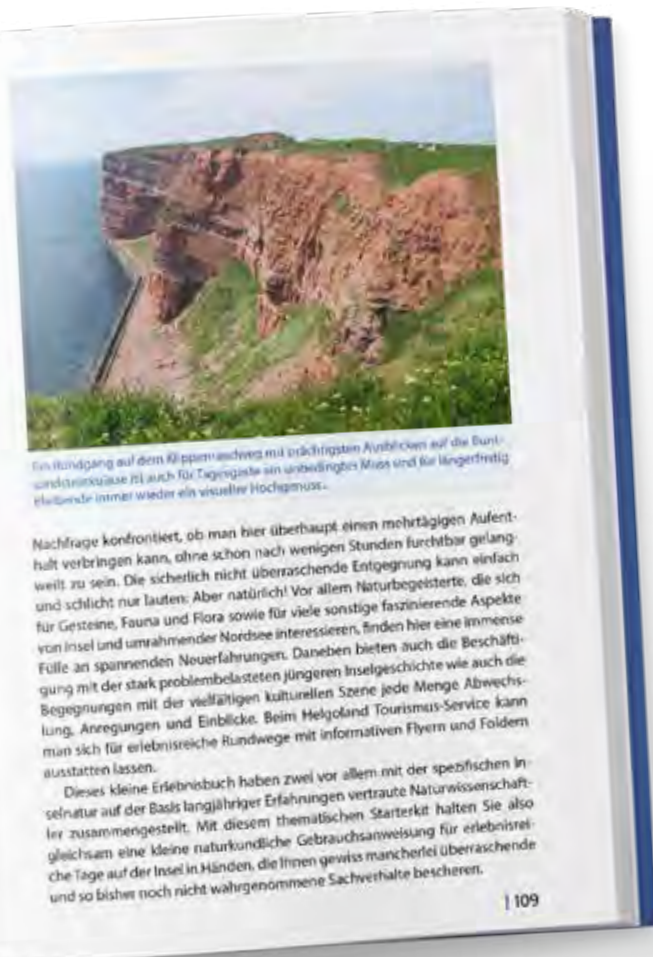 Ein Rundgang auf dem Klippenrandweg mit prächtigsten Ausblicken auf die Bunt-
sandsteinkulisse ist auch für Tagesgäste ein unbedingtes Muss und für längerfristig
Bleibende immer wieder ein visueller Hochgenuss.
Nachfrage konfrontiert, ob man hier überhaupt einen mehrtägigen Aufent-
halt verbringen kann, ohne schon nach wenigen Stunden furchtbar gelang-
weilt zu sein. Die sicherlich nicht überraschende Entgegnung kann einfach
und schlicht nur lauten: Aber natürlich! Vor allem Naturbegeisterte, die sich
für Gesteine, Fauna und Flora sowie für viele sonstige faszinierende Aspekte
von Insel und umrahmender Nordsee interessieren, finden hier eine immense
Fülle an spannenden Neuerfahrungen. Daneben bieten auch die Beschäfti-
gung mit der stark problembelasteten jüngeren Inselgeschichte wie auch die
Begegnungen mit der vielfältigen kulturellen Szene jede Menge Abwechs-
lung, Anregungen und Einblicke. Beim Helgoland Tourismus-Service kann
man sich für erlebnisreiche Rundwege mit informativen Flyern und Foldern
ausstatten lassen.
Dieses kleine Erlebnisbuch haben zwei vor allem mit der spezifischen In-
selnatur auf der Basis langjähriger Erfahrungen vertraute Naturwissenschaft-
ler zusammengestellt. Mit diesem thematischen Starterkit halten Sie also
gleichsam eine kleine naturkundliche Gebrauchsanweisung für erlebnisrei-
che Tage auf der Insel in Händen, die Ihnen gewiss mancherlei überraschende
und so bisher noch nicht wahrgenommene Sachverhalte bescheren.
| 109